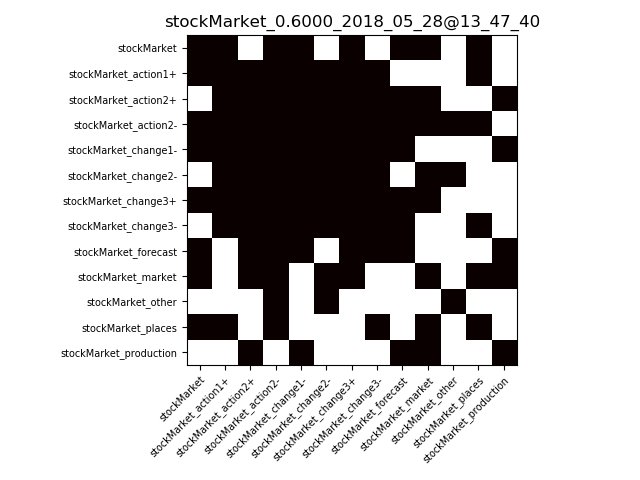 stockMarket_0.6000_2018_05_28@13_47_40
stockMarket
stockMarket_action1+
stockMarket_action2+
stockMarket_action2-
stockMarket_change1-
stockMarket_change2-
stockMarket_change3+
stockMarket_change3-
stockMarket_forecast
stockMarket_market
stockMarket_other
stockMarket_places
stockMarket_production
stockMarket
stockMarket_action1+
stockMarket_action2+
stockMarket_action2-
stockMarket_change1-
stockMarket_change2-
stockMarket_change3+
stockMarket_change3-
stockMarket_forecast
stockMarket_market
stockMarket_other
stockMarket_places
stockMarket_production